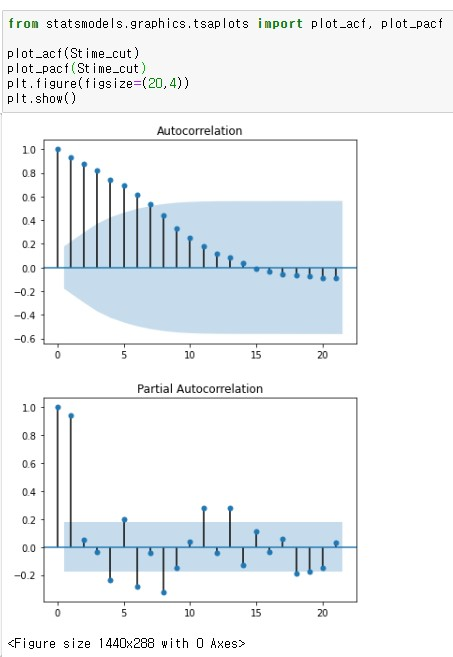 from statsmodels.graphics.tsaplots import plot_acf, plot_pacf
plot_acf(Stime_cut)
plot_pacf(Stime_cut)
plt.figure(figsize=(20,4))
plt.show()
Autocorrelation
1.0
0.8
0.6
0.4
0.2
0.0
−0.2
−0.4
−0.6
0 5 10 15 20
Partial Autocorrelation
1.0
0.8
0.6
0.4
0.2
0.0
−0.2
0 5 10 15 20
<Figure size 1440x288 with 0 Axes>